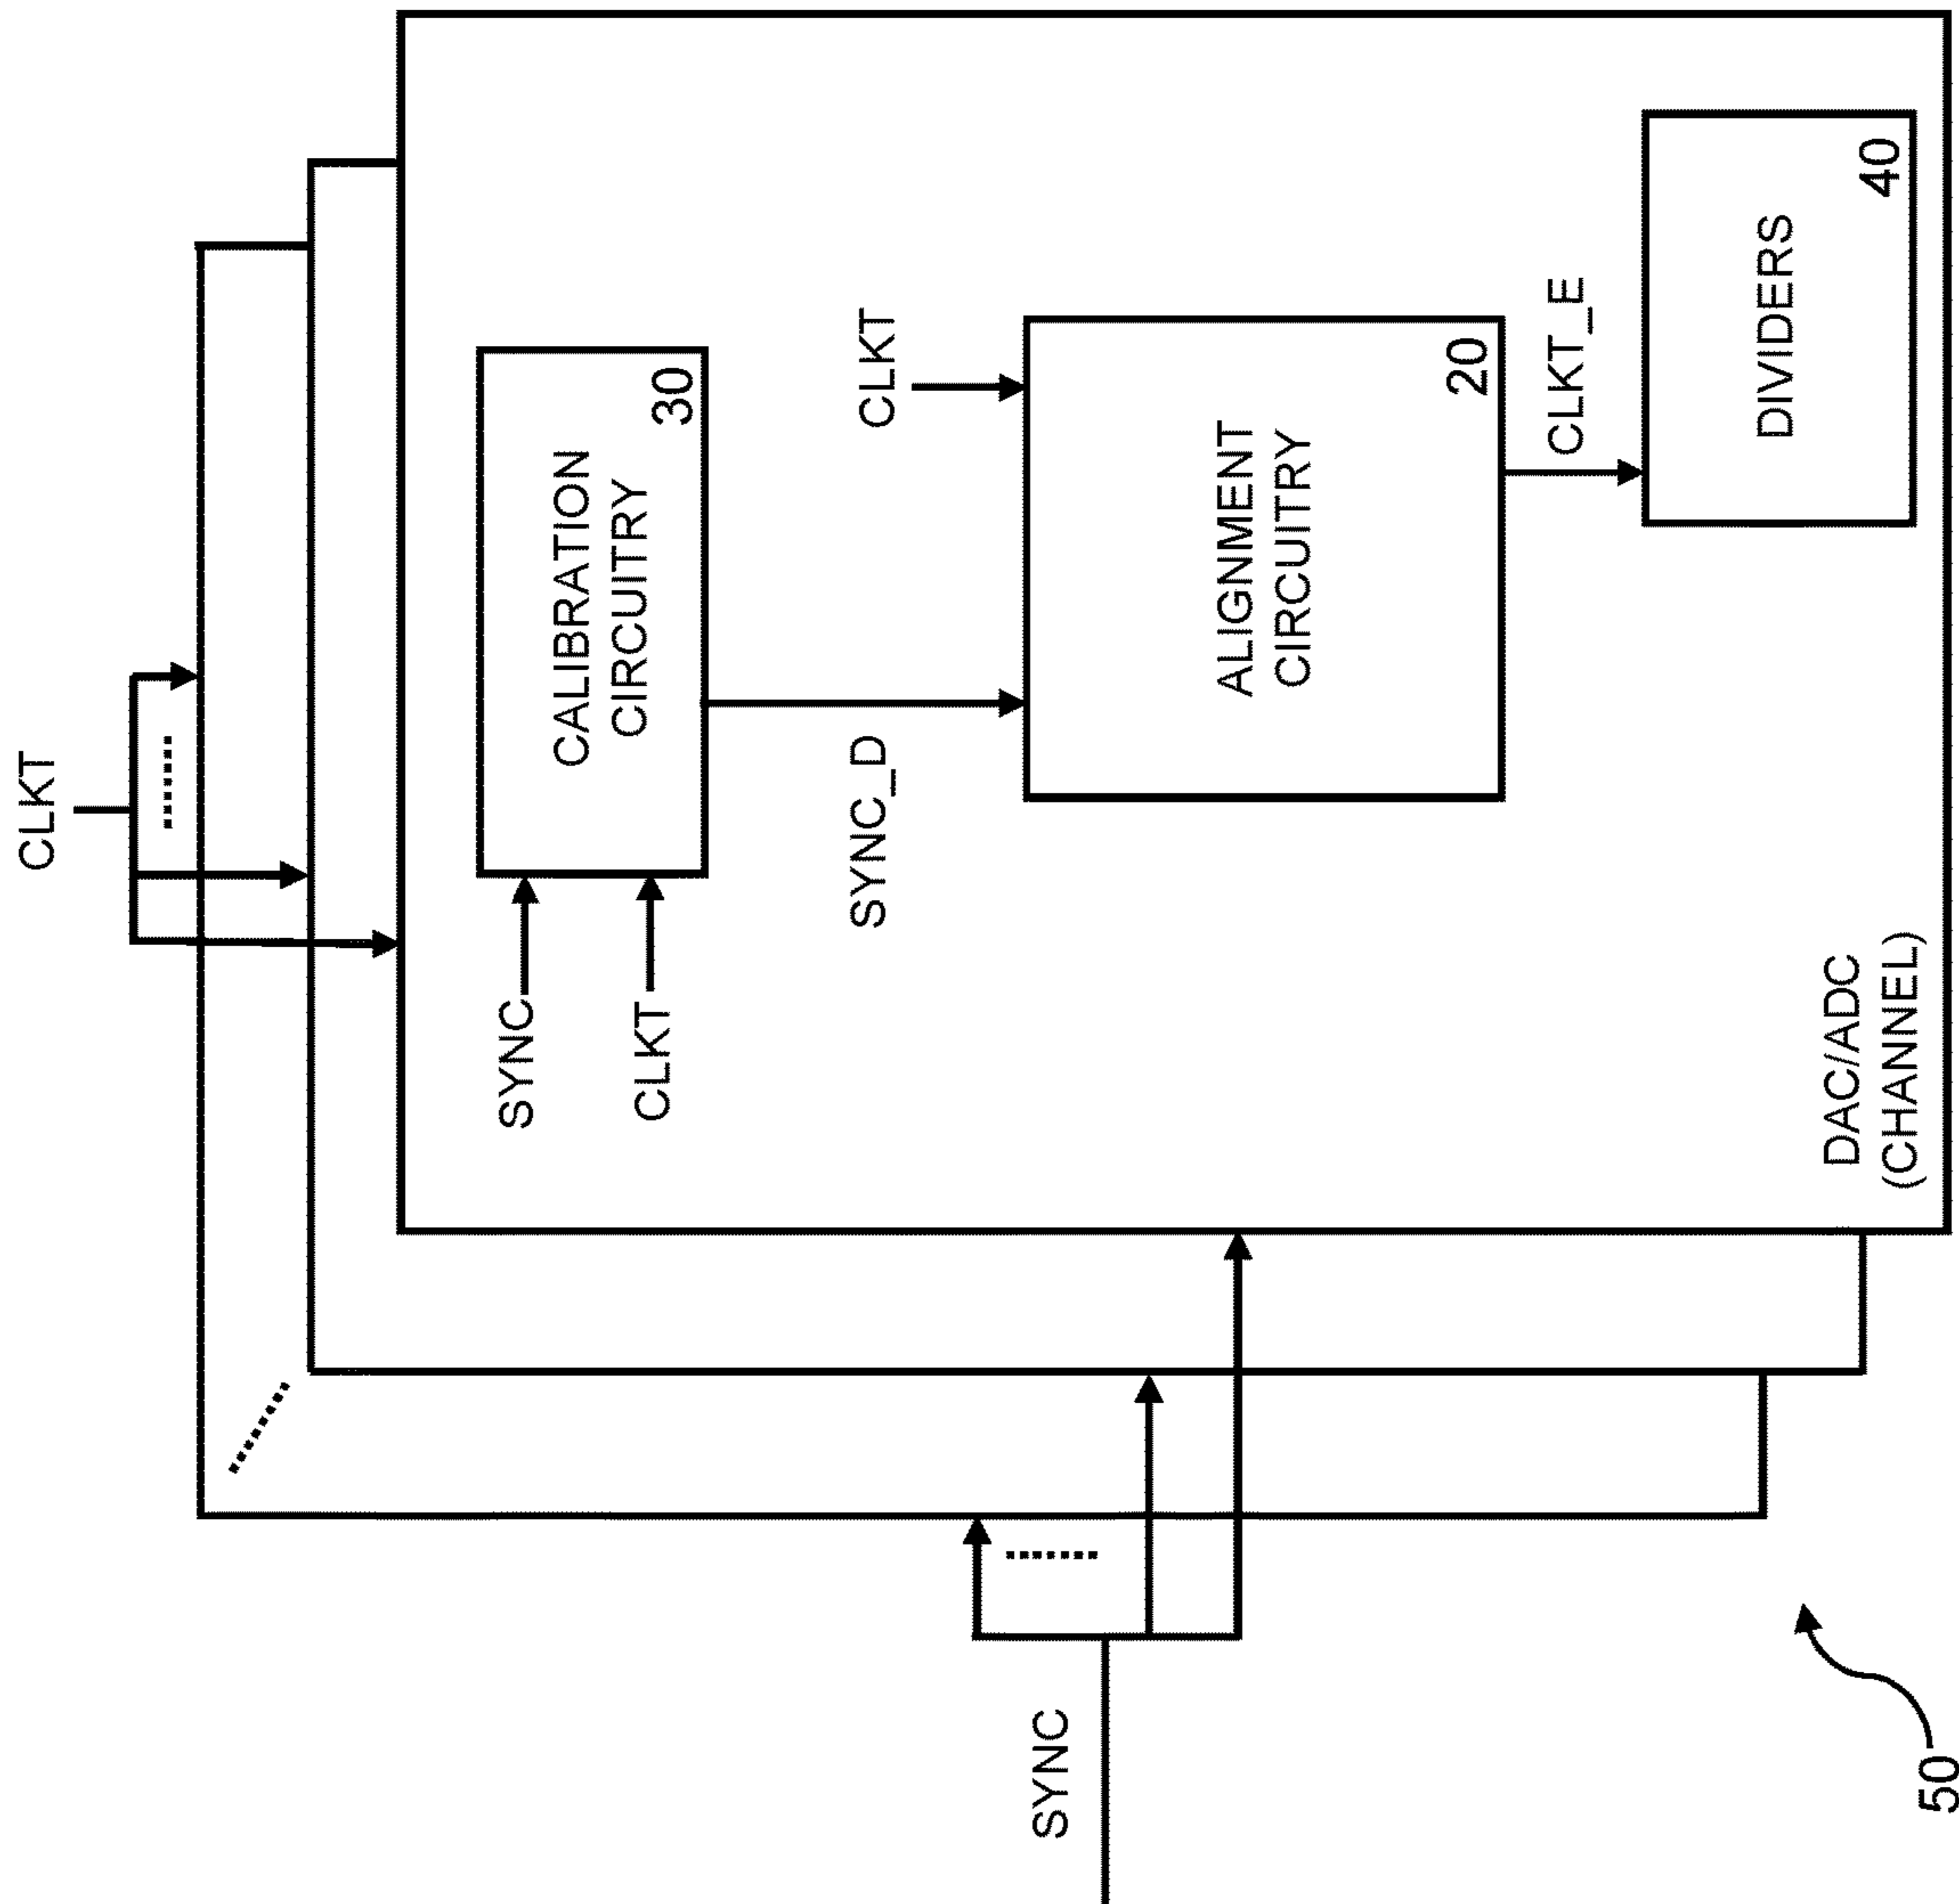 CLKT
SYNC
CLKT
CALIBRATION
CIRCUITRY
30
SYNC_D
CLKT
ALIGNMENT
CIRCUITRY
20
CLKT_E
DIVIDERS
40
DAC/ADC
(CHANNEL)
SYNC
50